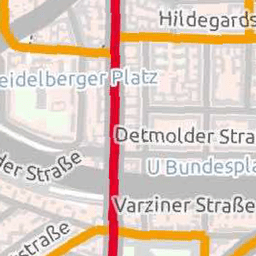 Hildegards
eidelberger Platz
Detmolder Stra
der Straße
U Bundespla
Varziner Straße
straße